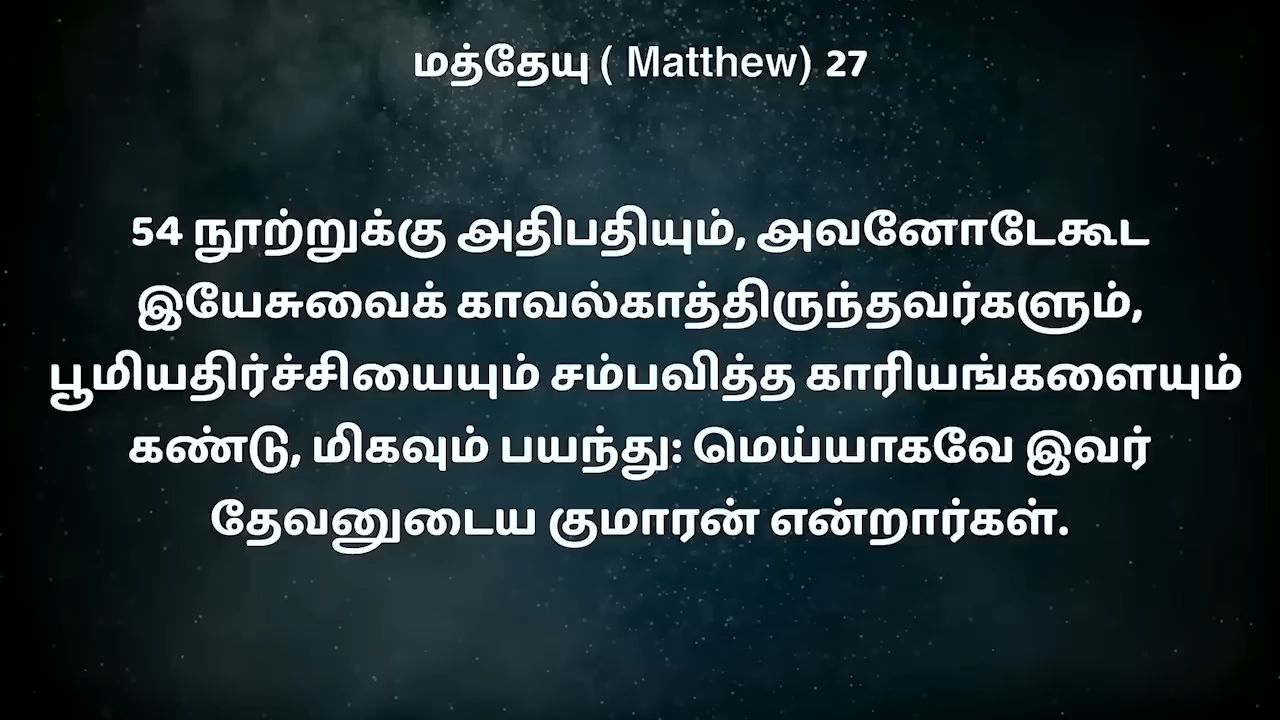 மத்தேயு ( Matthew) 27
54 நூற்றுக்கு அதிபதியும், அவனோடேகூட
இயேசுவைக் காவல்காத்திருந்தவர்களும்,
பூமியதிர்ச்சியையும் சம்பவித்த காரியங்களையும்
கண்டு, மிகவும் பயந்து: மெய்யாகவே இவர்
தேவனுடைய குமாரன் என்றார்கள்.